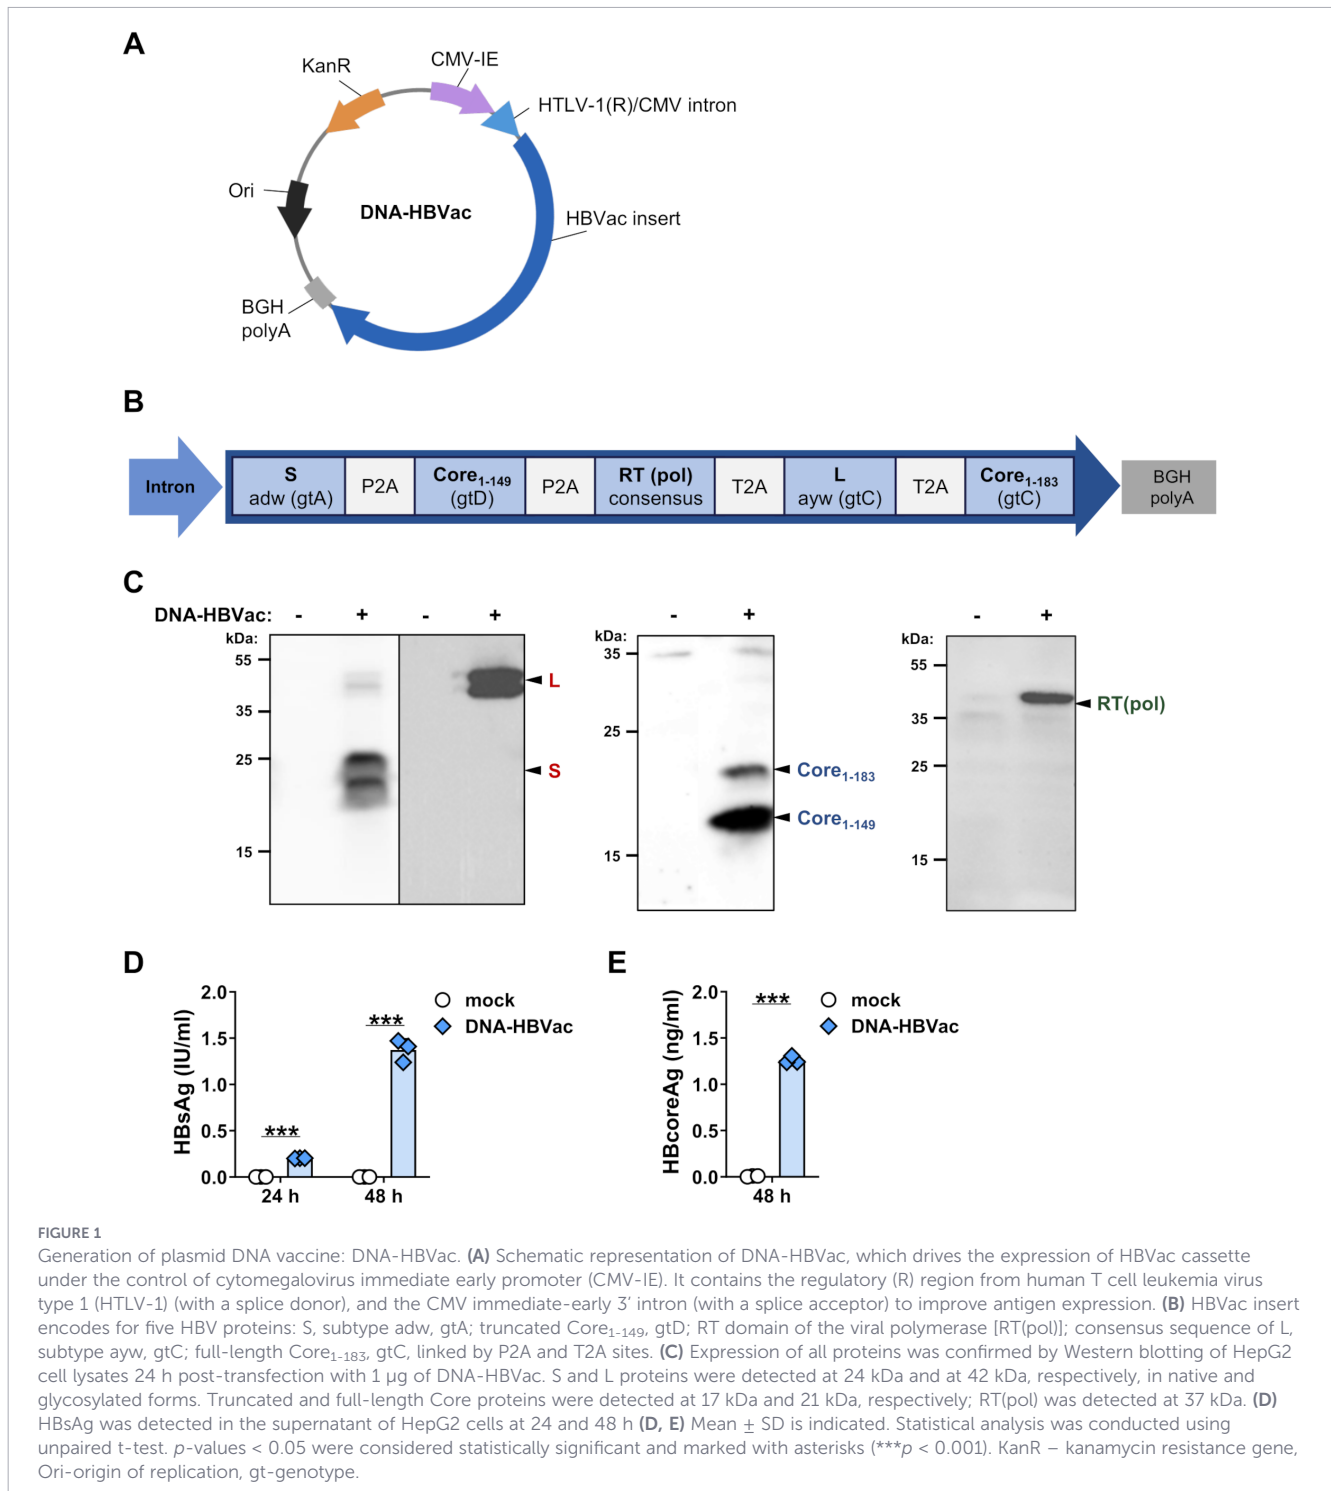 A
KanR
CMV-IE
HTLV-1(R)/CMV intron
Ori
DNA-HBVac
HBVac insert
BGH
polyA
B
Intron
S
adw (gtA)
P2A
Core1-149
(gtD)
P2A
RT (pol)
consensus
T2A
L
ayw (gtC)
T2A
Core1-183
(gtC)
BGH
polyA
C
DNA-HBVac: - + - +
kDa:
55
35
25
15
L
S
- +
kDa:
35
25
15
Core1-183
Core1-149
- +
kDa:
55
35
25
15
RT(pol)
D
HBsAg (IU/ml)
2.0
1.5
1.0
0.5
0.0
***
***
24 h
48 h
mock
DNA-HBVac
E
HBcoreAg (ng/ml)
2.0
1.5
1.0
0.5
0.0
***
48 h
mock
DNA-HBVac
FIGURE 1
Generation of plasmid DNA vaccine: DNA-HBVac. (A) Schematic representation of DNA-HBVac, which drives the expression of HBVac cassette
under the control of cytomegalovirus immediate early promoter (CMV-IE). It contains the regulatory (R) region from human T cell leukemia virus
type 1 (HTLV-1) (with a splice donor), and the CMV immediate-early 3’ intron (with a splice acceptor) to improve antigen expression. (B) HBVac insert
encodes for five HBV proteins: S, subtype adw, gtA; truncated Core1-149, gtD; RT domain of the viral polymerase [RT(pol)]; consensus sequence of L,
subtype ayw, gtC; full-length Core1-183, gtC, linked by P2A and T2A sites. (C) Expression of all proteins was confirmed by Western blotting of HepG2
cell lysates 24 h post-transfection with 1 µg of DNA-HBVac. S and L proteins were detected at 24 kDa and at 42 kDa, respectively, in native and
glycosylated forms. Truncated and full-length Core proteins were detected at 17 kDa and 21 kDa, respectively; RT(pol) was detected at 37 kDa. (D)
HBsAg was detected in the supernatant of HepG2 cells at 24 and 48 h (D, E) Mean ± SD is indicated. Statistical analysis was conducted using
unpaired t-test. p-values < 0.05 were considered statistically significant and marked with asterisks (***p < 0.001). KanR – kanamycin resistance gene,
Ori-origin of replication, gt-genotype.